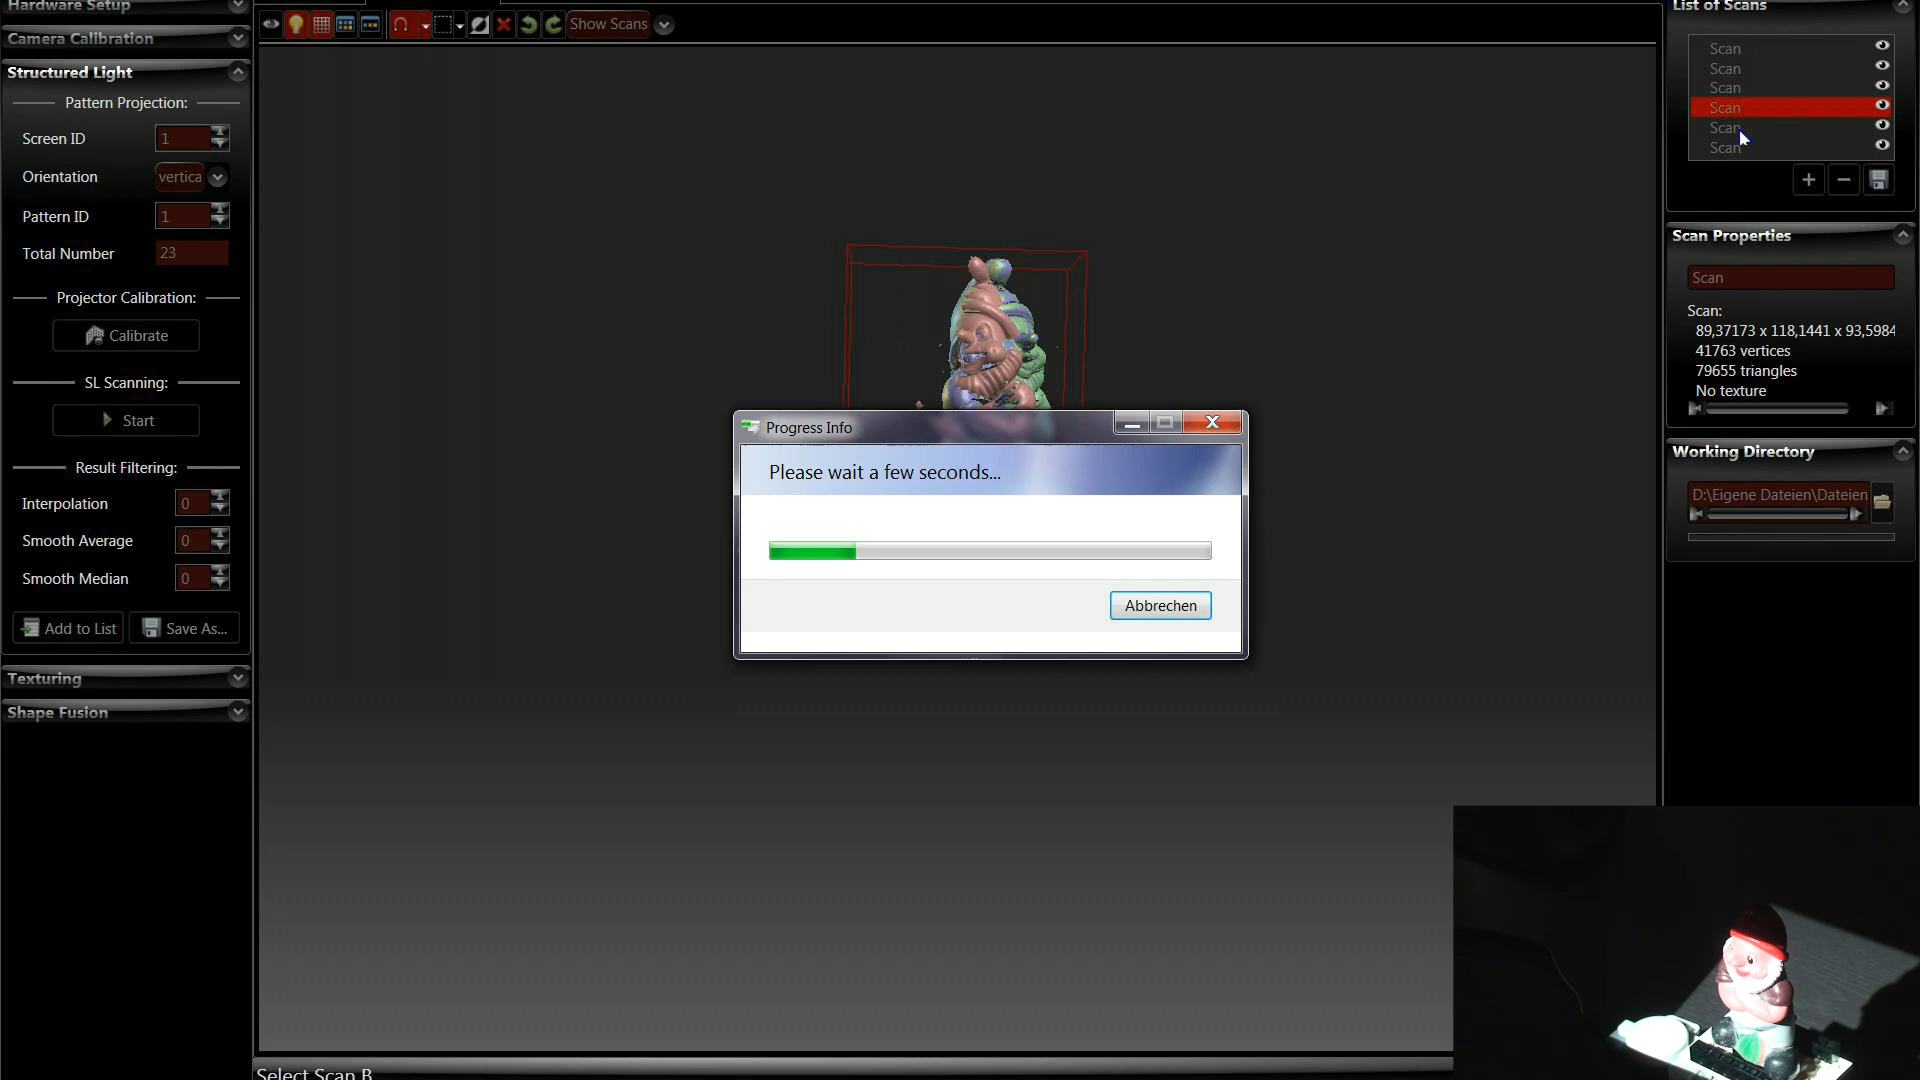 Hardware Setup
Camera Calibration
Structured Light
Pattern Projection:
Screen ID 1
Orientation vertica
Pattern ID 1
Total Number 23
Projector Calibration:
Calibrate
SL Scanning:
Start
Result Filtering:
Interpolation 0
Smooth Average 0
Smooth Median 0
Add to List Save As...
Texturing
Shape Fusion
Show Scans
Progress Info
Please wait a few seconds...
Abbrechen
Select Scan B
List of Scans
Scan
Scan
Scan
Scan
Scan
Scan
Scan Properties
Scan
Scan:
89,37173 x 118,1441 x 93,5984
41763 vertices
79655 triangles
No texture
Working Directory
D:\Eigene Dateien\Dateien